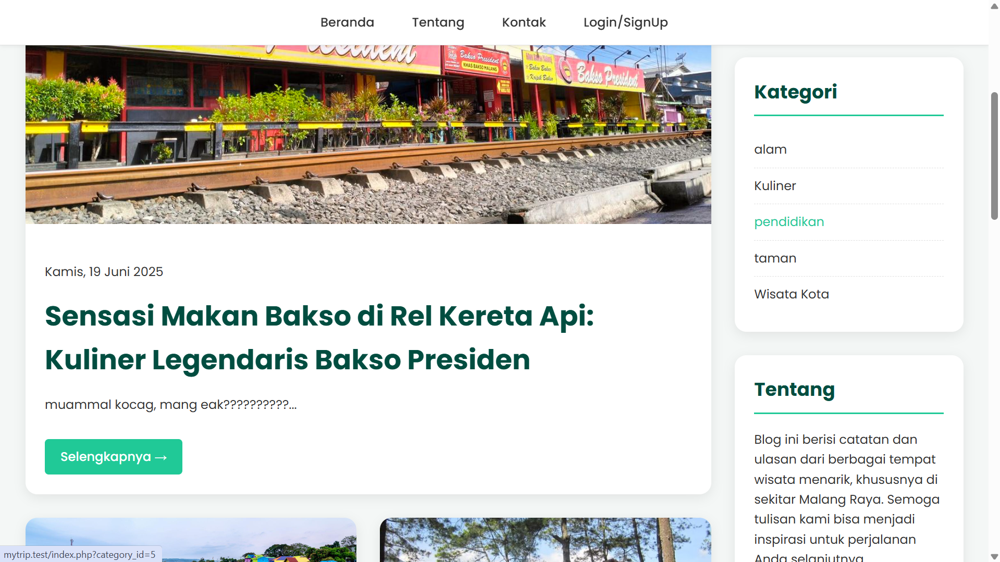 Beranda
Tentang
Kontak
Login/SignUp
Bakso President
KHAS BAKSO MALANG
Bakso Bakar
Kripik Bakso
Bakso President
Kategori
alam
Kuliner
pendidikan
taman
Wisata Kota
Kamis, 19 Juni 2025
Sensasi Makan Bakso di Rel Kereta Api:
Kuliner Legendaris Bakso Presiden
muammal kocag, mang eak??????????...
Selengkapnya →
Tentang
Blog ini berisi catatan dan
ulasan dari berbagai tempat
wisata menarik, khususnya di
sekitar Malang Raya. Semoga
tulisan kami bisa menjadi
inspirasi untuk perjalanan
Anda selanjutnya
mytrip.test/index.php?category_id=5